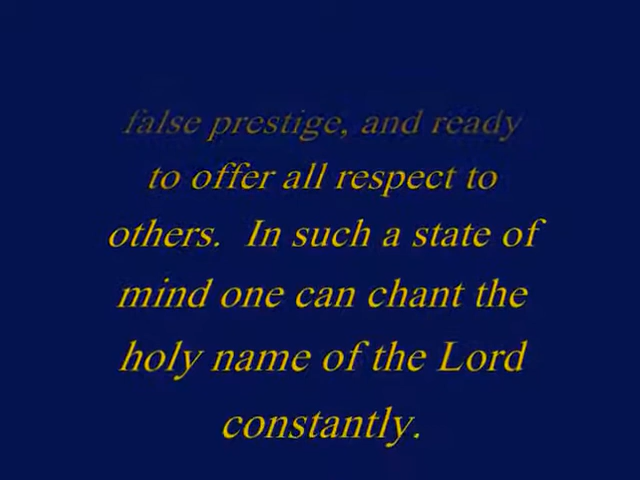 false prestige, and ready
to offer all respect to
others.  In such a state of
mind one can chant the
holy name of the Lord
constantly.